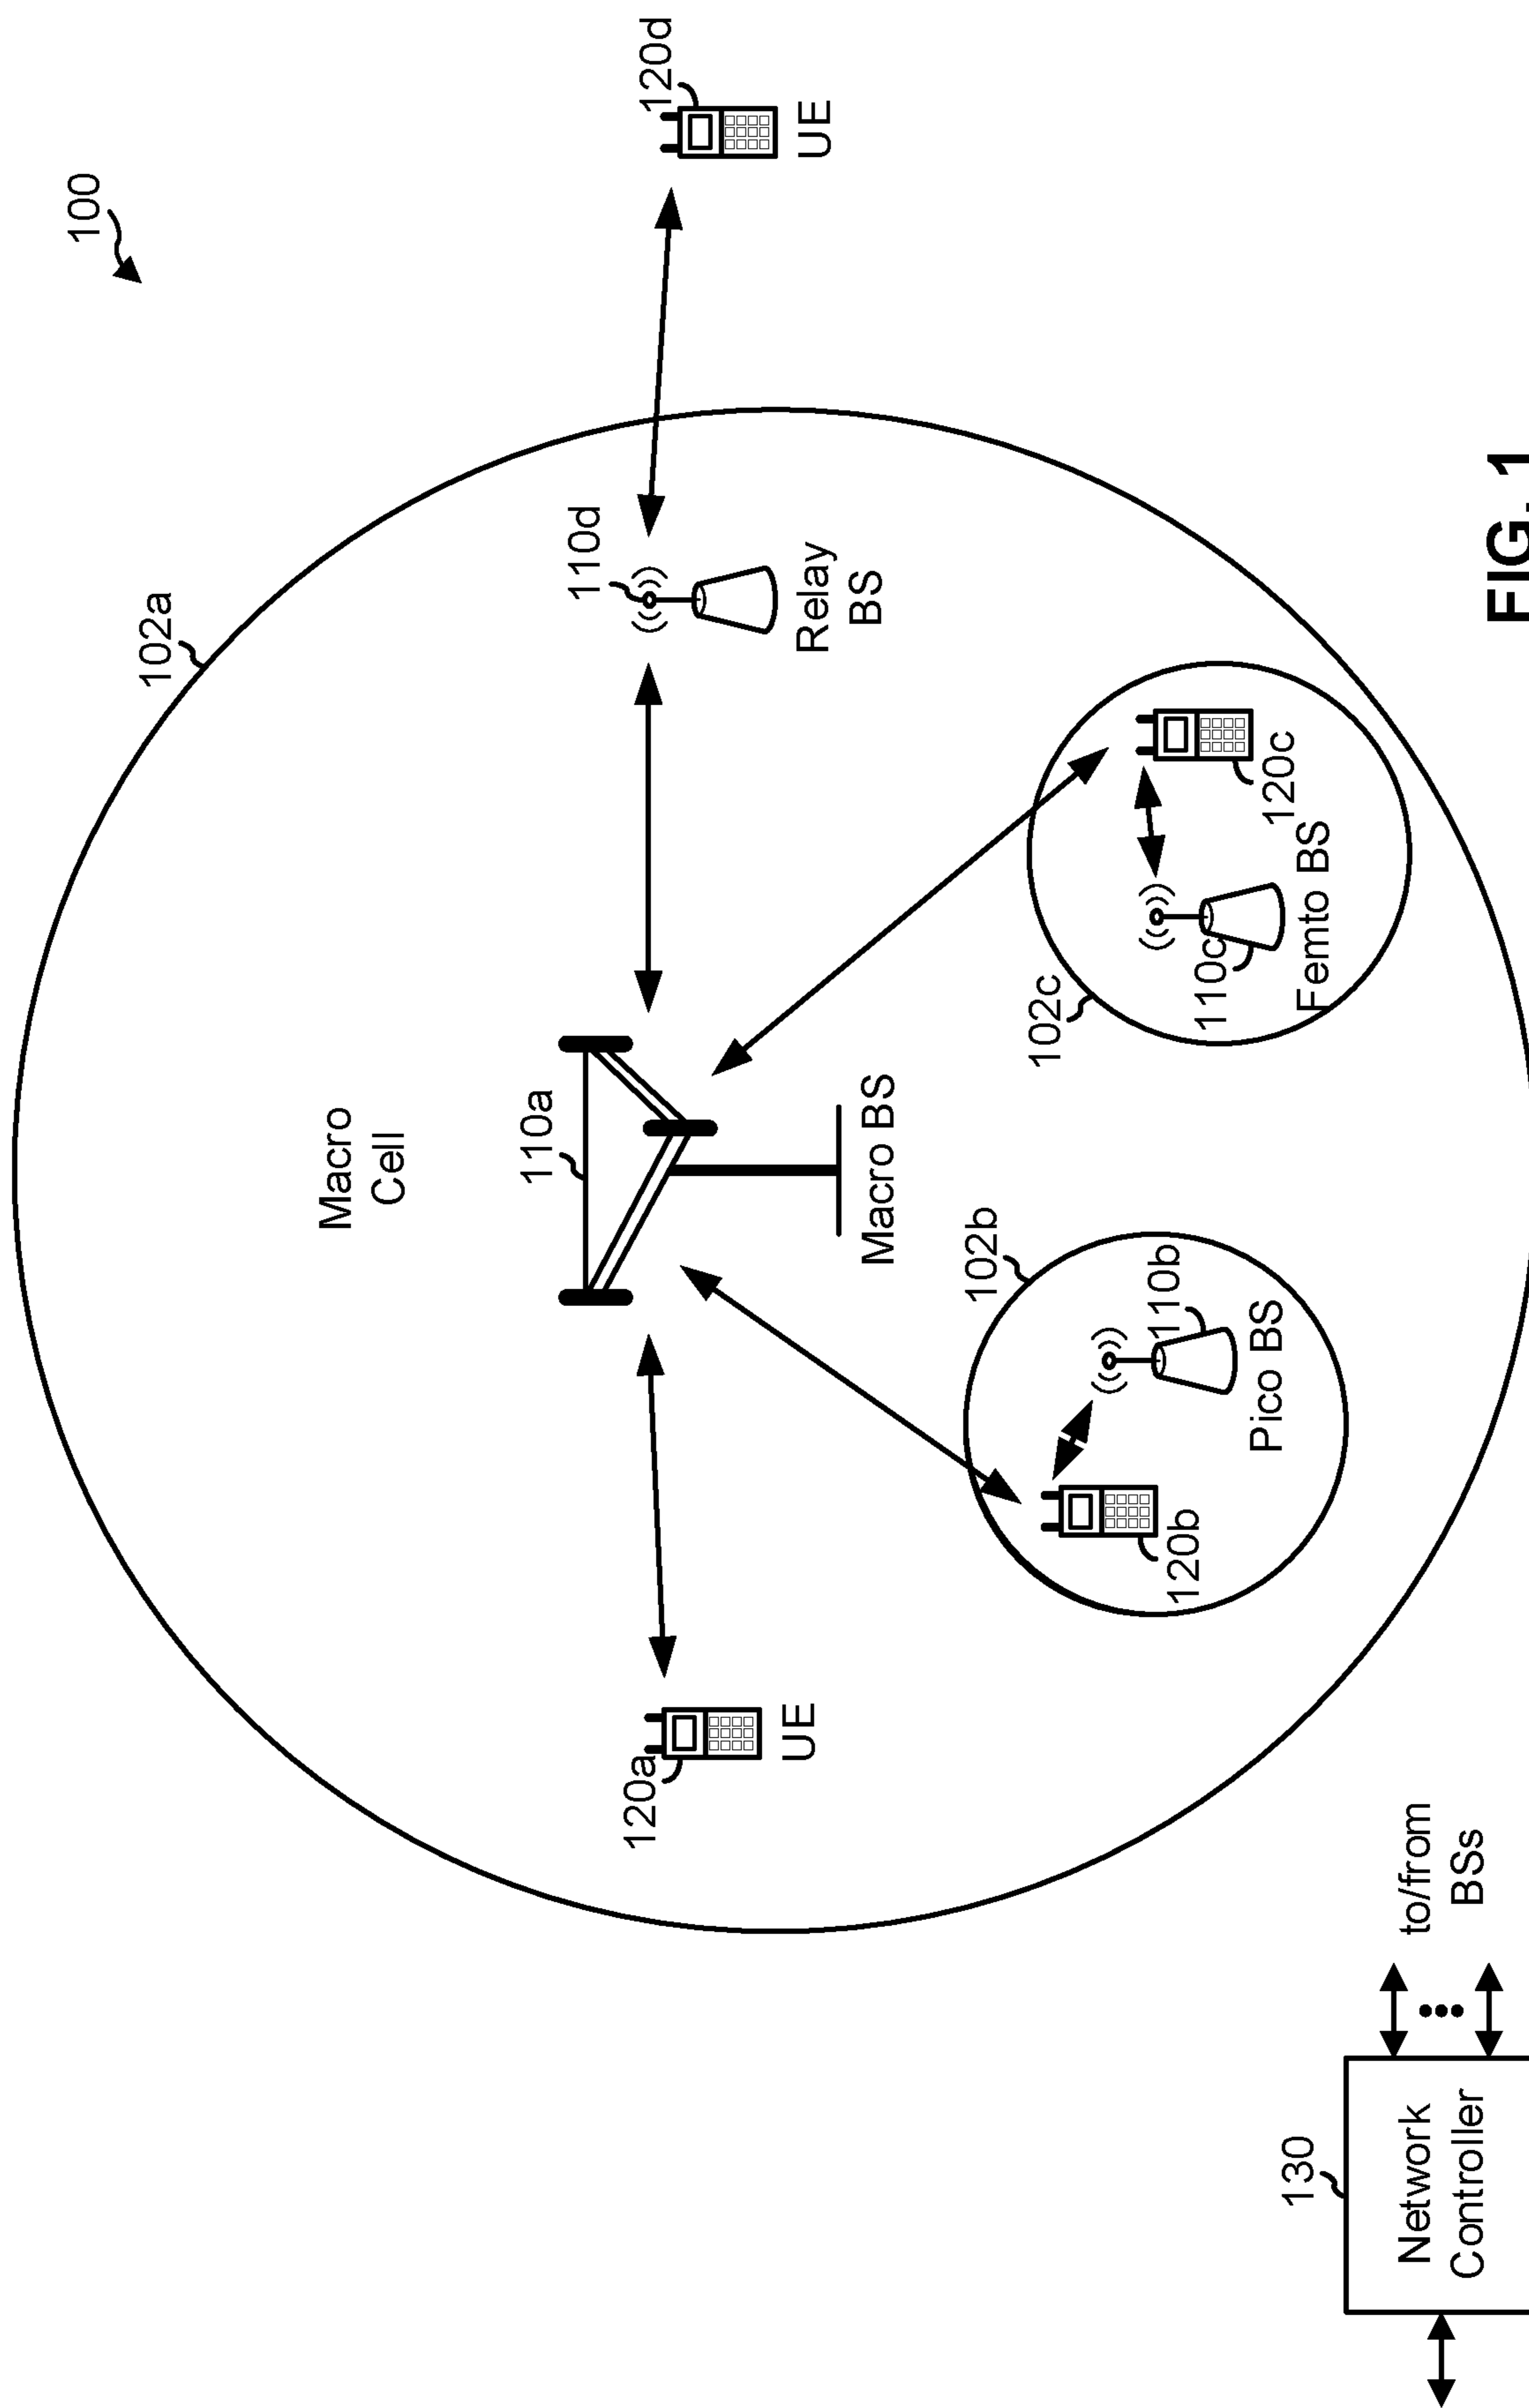 100
102a
Macro
Cell
110a
110d
120d
120a
UE
Macro BS
Relay
BS
UE
102b
102c
110b
110c
120b
Pico BS
120c
Femto BS
130
Network
Controller
to/from
BSs
FIG. 1